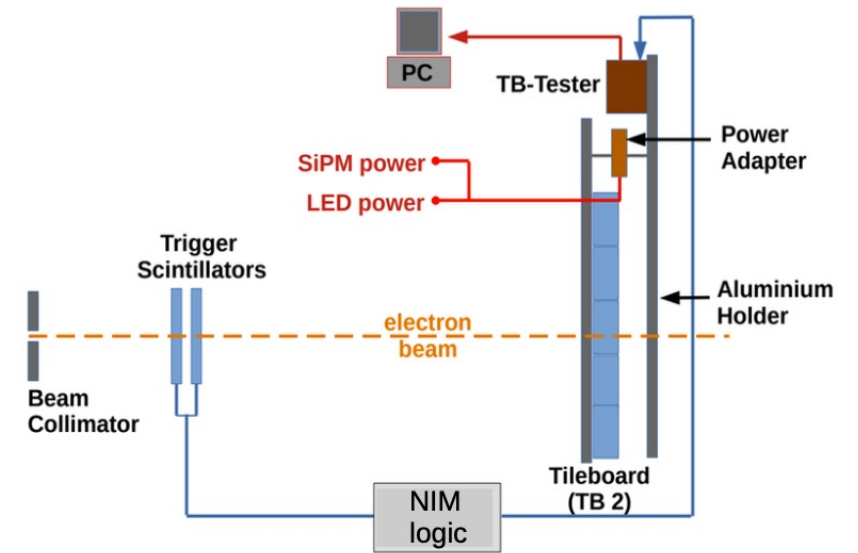 PC
TB-Tester
Power
Adapter
SiPM power
LED power
Trigger
Scintillators
Aluminium
Holder
electron
beam
Beam
Collimator
Tileboard
(TB 2)
NIM
logic